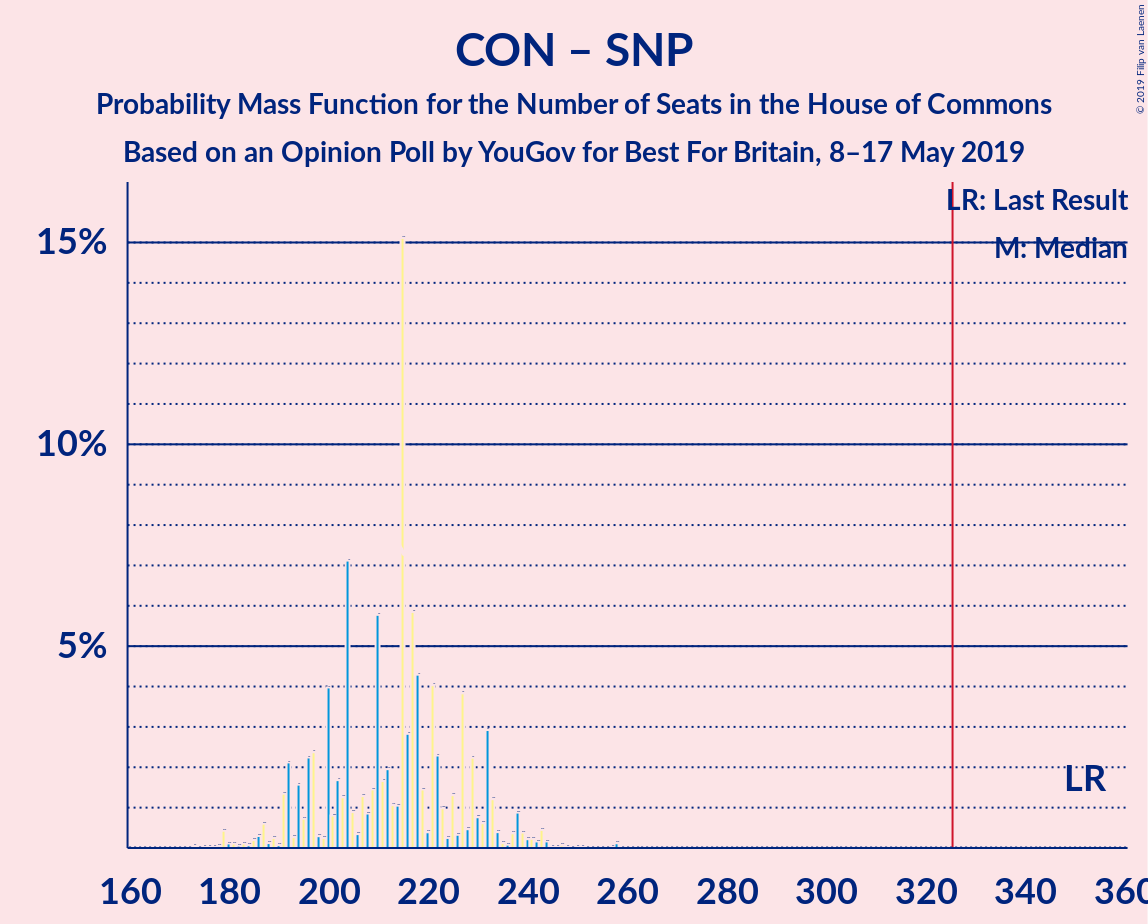 CON – SNP
Probability Mass Function for the Number of Seats in the House of Commons
Based on an Opinion Poll by YouGov for Best For Britain, 8–17 May 2019
© 2019 Filip van Laenen
LR: Last Result
M: Median
15%
10%
5%
LR
160 180 200 220 240 260 280 300 320 340 360